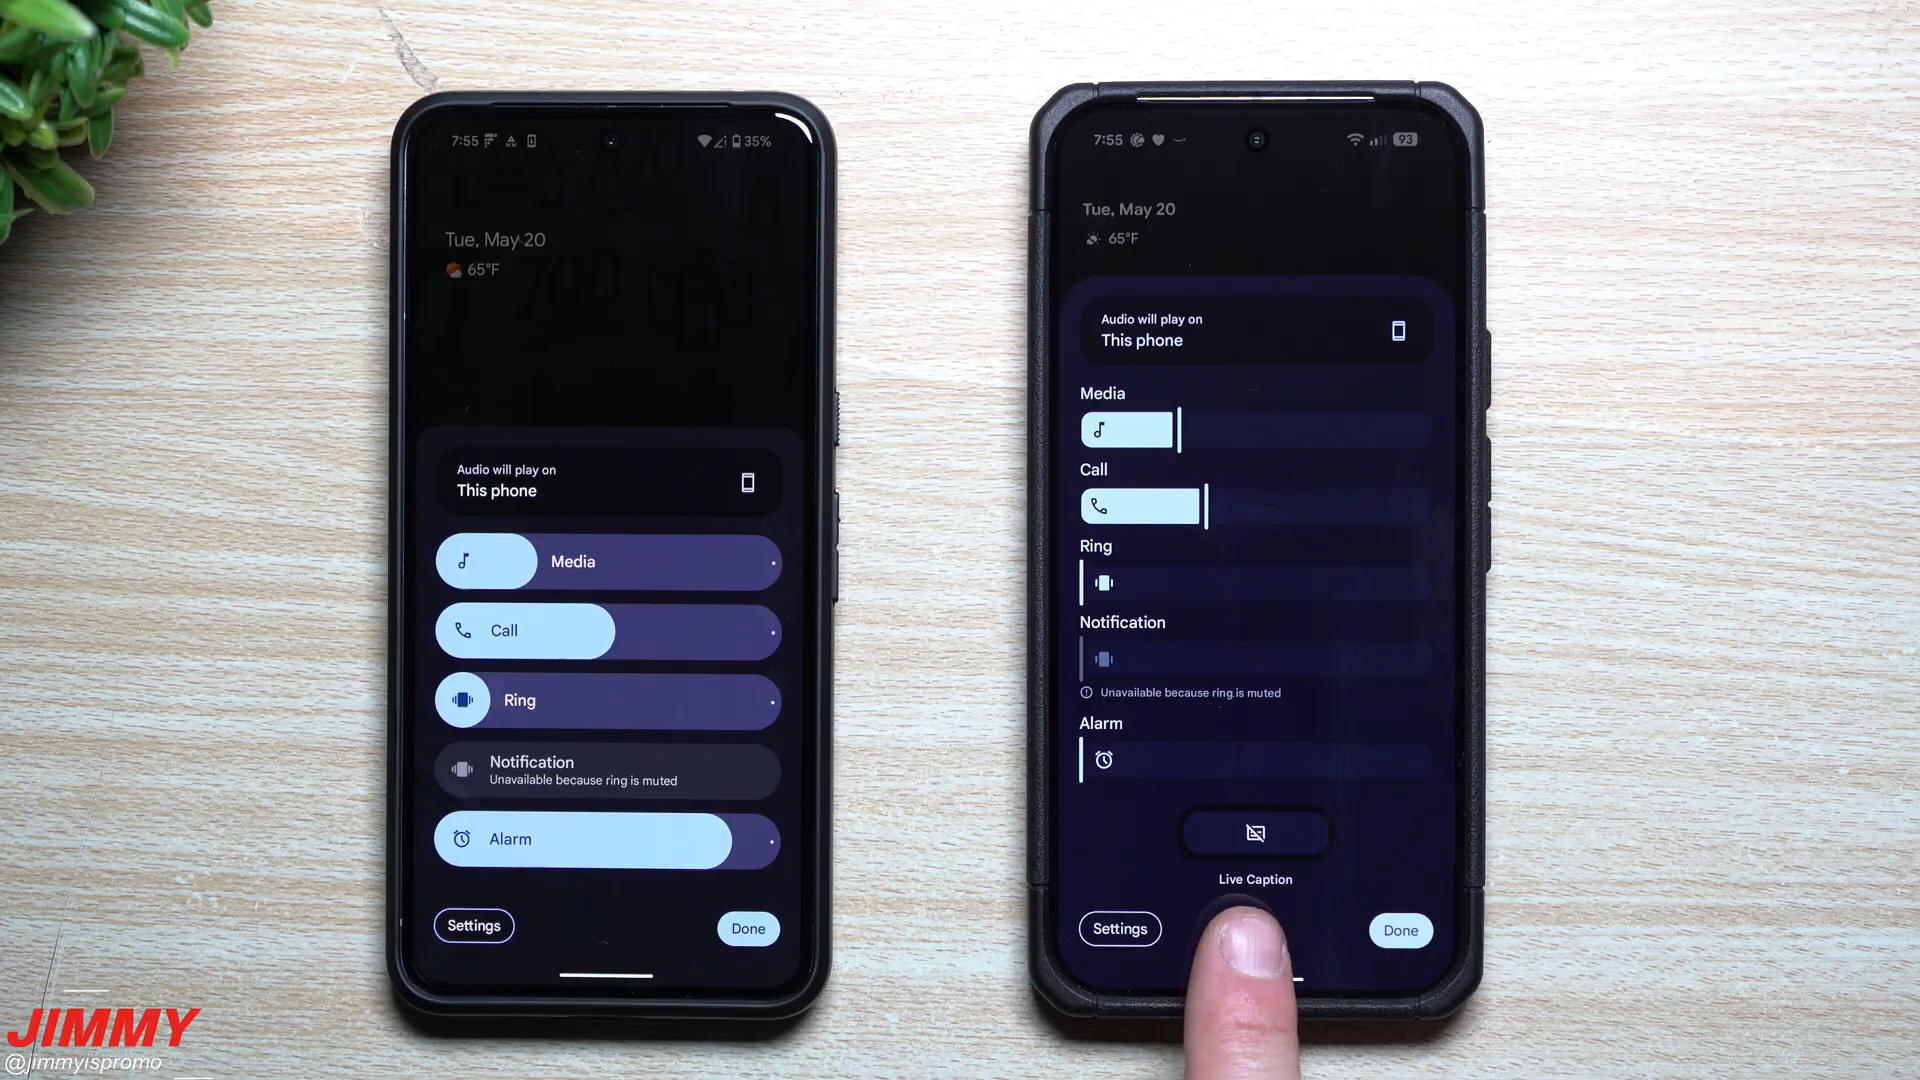 7:55
35%
Tue, May 20
65°F
Audio will play on
This phone
Media
Call
Ring
Notification
Unavailable because ring is muted
Alarm
Settings
Done
7:55
93
Tue, May 20
65°F
Audio will play on
This phone
Media
Call
Ring
Notification
Unavailable because ring is muted
Alarm
Live Caption
Settings
Done
JIMMY
@jimmyispromo